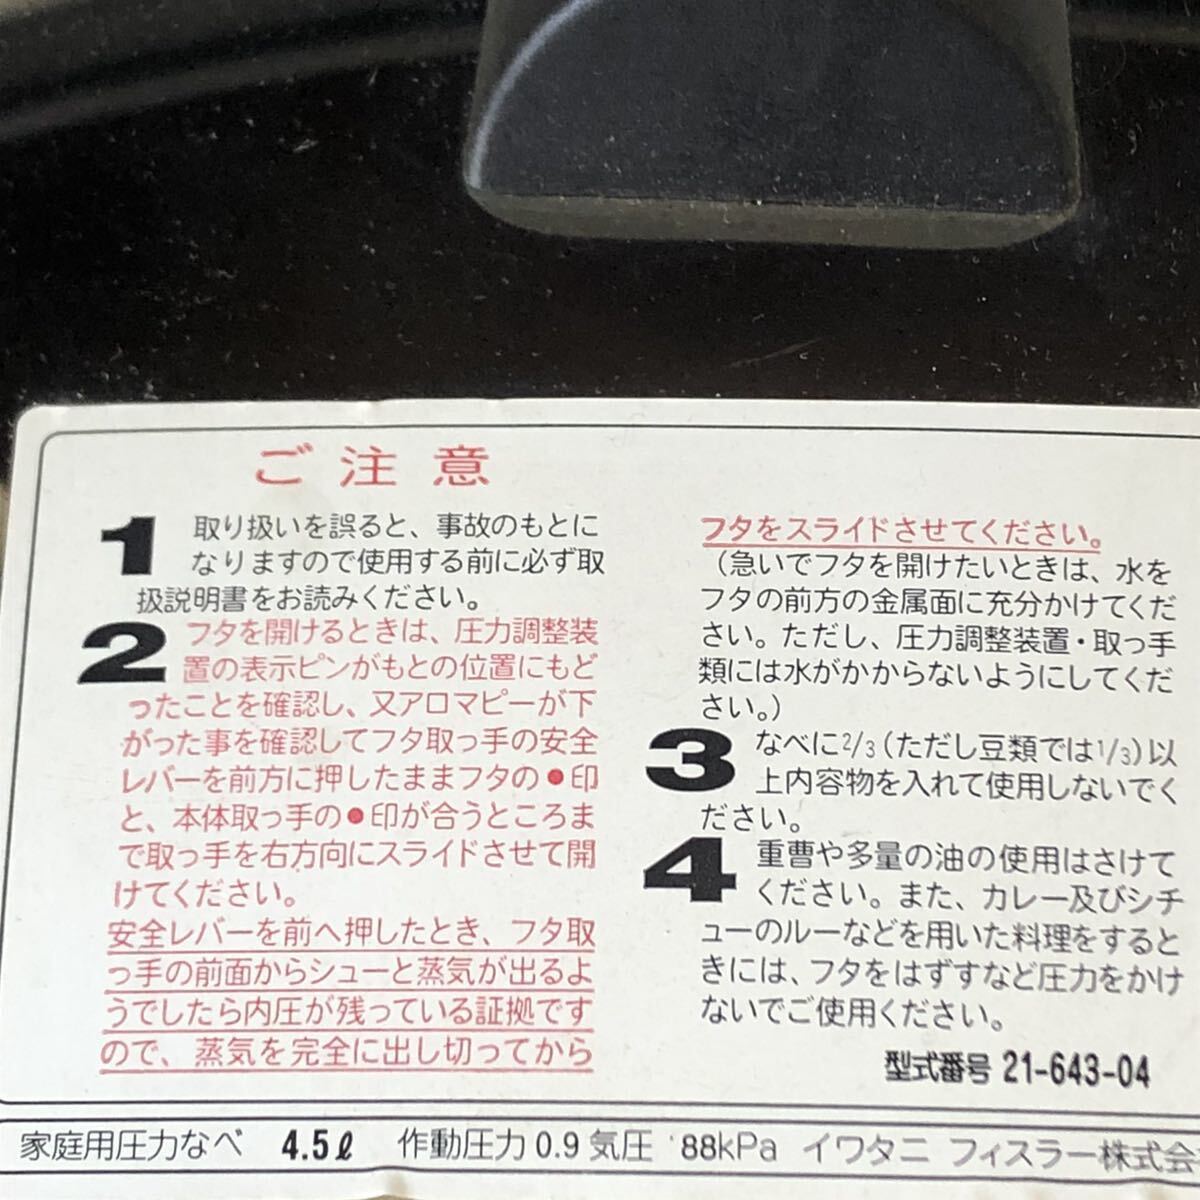 ご注意
1 取り扱いを誤ると、事故のもとに
なりますので使用する前に必ず取
扱説明書をお読みください。
2 フタを開けるときは、圧力調整装
置の表示ピンがもとの位置にもど
ったことを確認し、又アロマピーが下
がった事を確認してフタ取っ手の安全
レバーを前方に押したままフタの●印
と、本体取っ手の●印が合うところま
で取っ手を右方向にスライドさせて開
けてください。
安全レバーを前へ押したとき、フタ取
っ手の前面からシューと蒸気が出るよ
うでしたら内圧が残っている証拠です
ので、蒸気を完全に出し切ってから
フタをスライドさせてください。
(急いでフタを開けたいときは、水を
フタの前方の金属面に充分かけてくだ
さい。ただし、圧力調整装置・取っ手
類には水がかからないようにしてくだ
さい。)
3 なべに2/3(ただし豆類では1/3)以
上内容物を入れて使用しないでく
ださい。
4 重曹や多量の油の使用はさけて
ください。また、カレー及びシチ
ューのルーなどを用いた料理をすると
きには、フタをはずすなど圧力をかけ
ないでご使用ください。
型式番号 21-643-04
家庭用圧力なべ 4.5ℓ 作動圧力0.9気圧 88kPa イワタニ フィスラー株式会